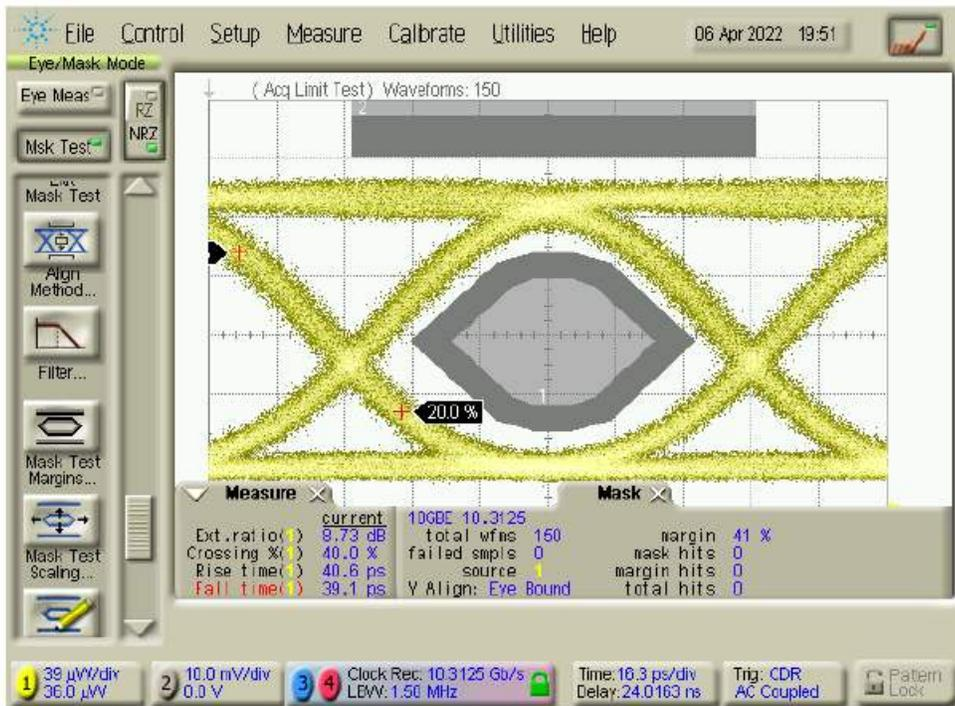 File Control Setup Measure Calibrate Utilities Help 06 Apr 2022 19:51
Eye/Mask Mode
Eye Meas
RZ
NRZ
Msk Test
( Acq Limit Test) Waveforms: 150
2
Mask Test
Align
Method...
Filter...
1
20.0 %
Mask Test
Margins...
Mask Test
Scaling...
Measure
current
Ext.ratio(1) 8.73 dB
Crossing %(1) 40.0 %
Rise time(1) 40.6 ps
Fall time(1) 39.1 ps
Mask
10GBE 10.3125
total wfms 150 margin 41 %
failed smpls 0 mask hits 0
source 1 margin hits 0
Y Align: Eye Bound total hits 0
1 39 µW/div
36.0 µW
2 10.0 mV/div
0.0 V
3 4 Clock Rec: 10.3125 Gb/s
LBW: 1.50 MHz
Time:16.3 ps/div
Delay:24.0163 ns
Trig: CDR
AC Coupled
Pattern
Lock